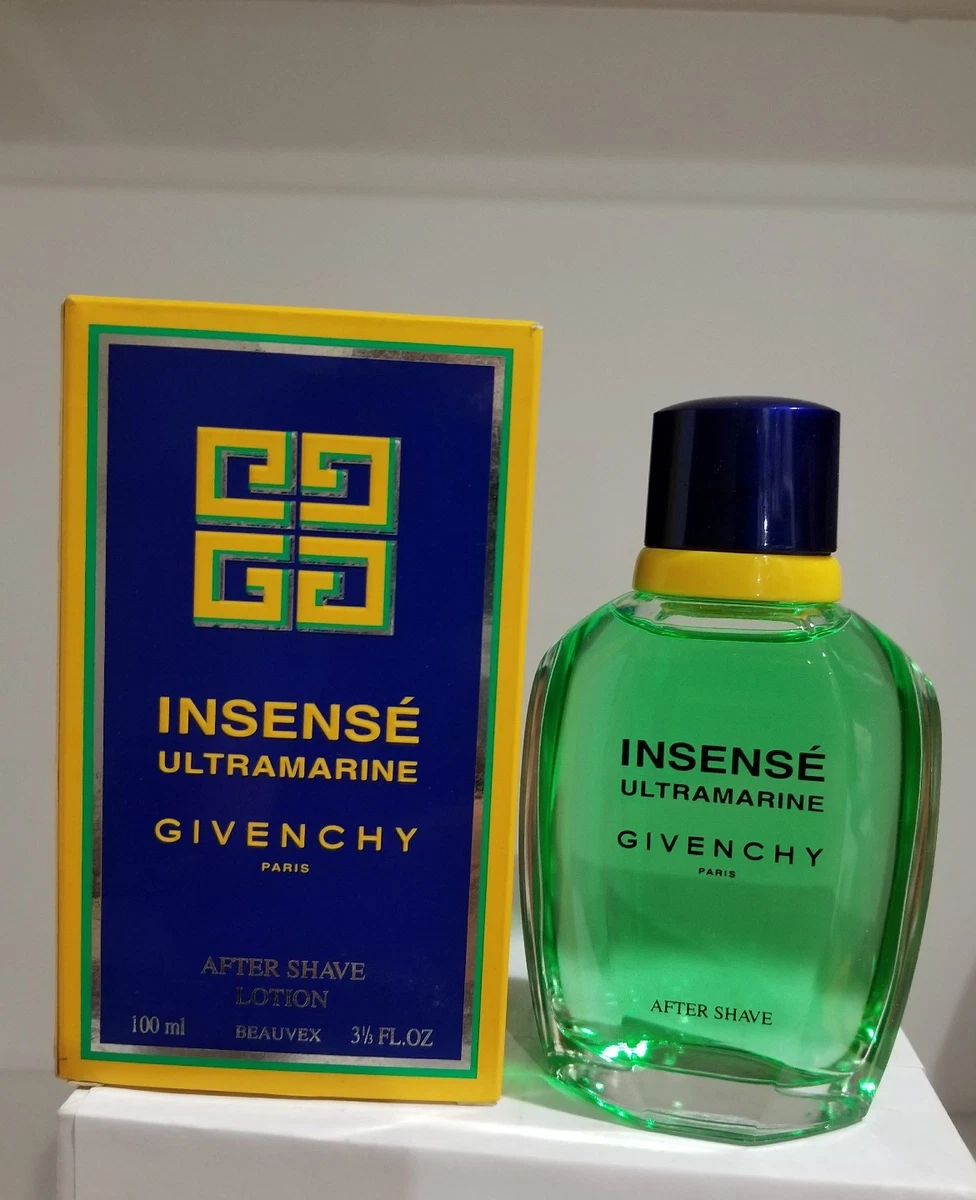 INSENSÉ
ULTRAMARINE
GIVENCHY
PARIS
AFTER SHAVE
LOTION
100 ml BEAUVEX 3⅓ FL.OZ
INSENSÉ
ULTRAMARINE
GIVENCHY
PARIS
AFTER SHAVE